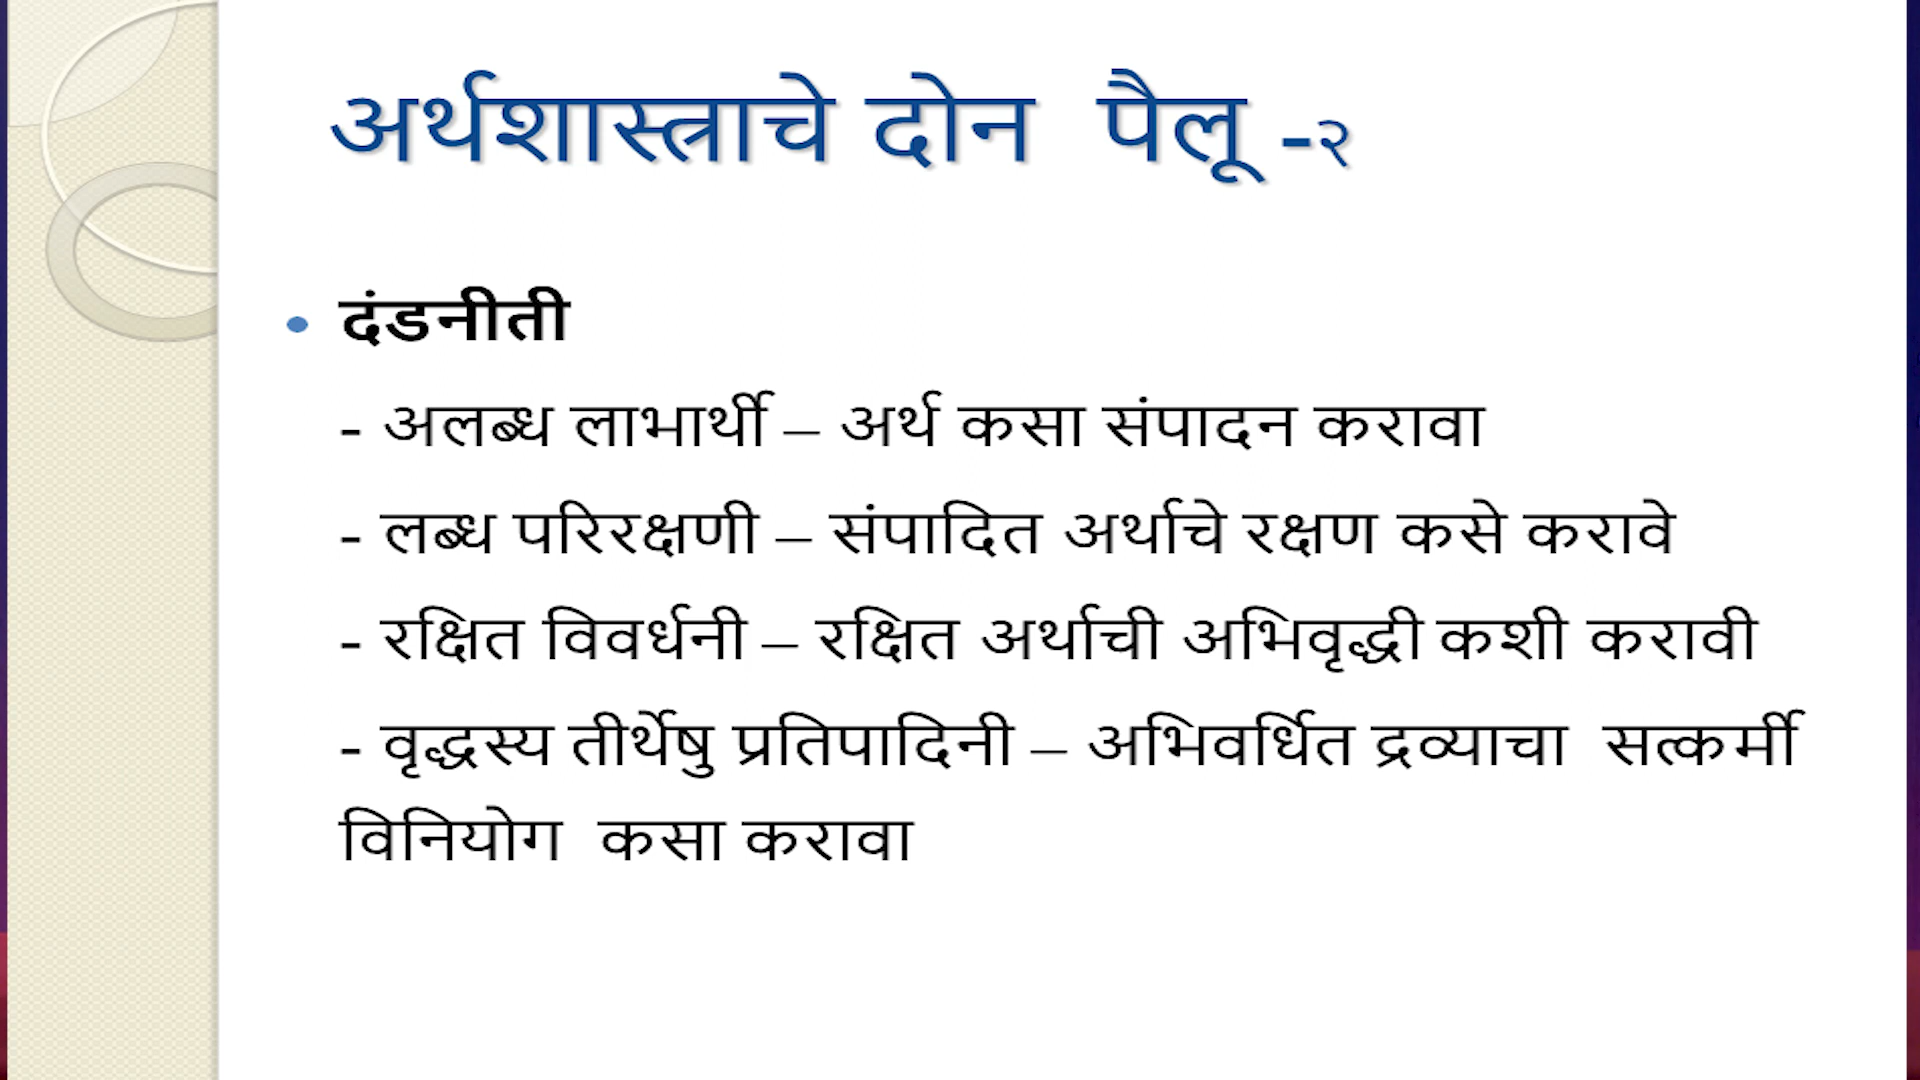 अर्थशास्त्राचे दोन पैलू -२
• दंडनीती
- अलब्ध लाभार्थी – अर्थ कसा संपादन करावा
- लब्ध परिरक्षणी – संपादित अर्थाचे रक्षण कसे करावे
- रक्षित विवर्धनी – रक्षित अर्थाची अभिवृद्धी कशी करावी
- वृद्धस्य तीर्थेषु प्रतिपादिनी – अभिवर्धित द्रव्याचा सत्कर्मी
विनियोग कसा करावा